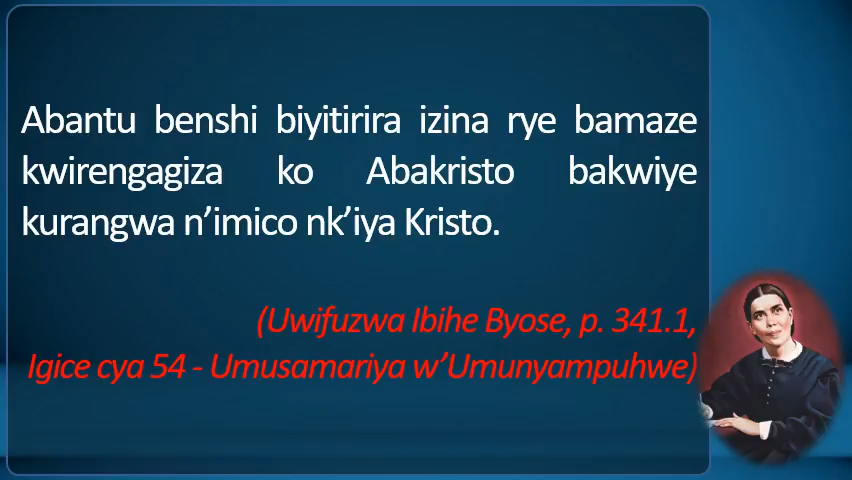 Abantu benshi biyitirira izina rye bamaze
kwirengagiza ko Abakristo bakwiye
kurangwa n’imico nk’iya Kristo.
(Uwifuzwa Ibihe Byose, p. 341.1,
Igice cya 54 - Umusamariya w’Umunyampuhwe)